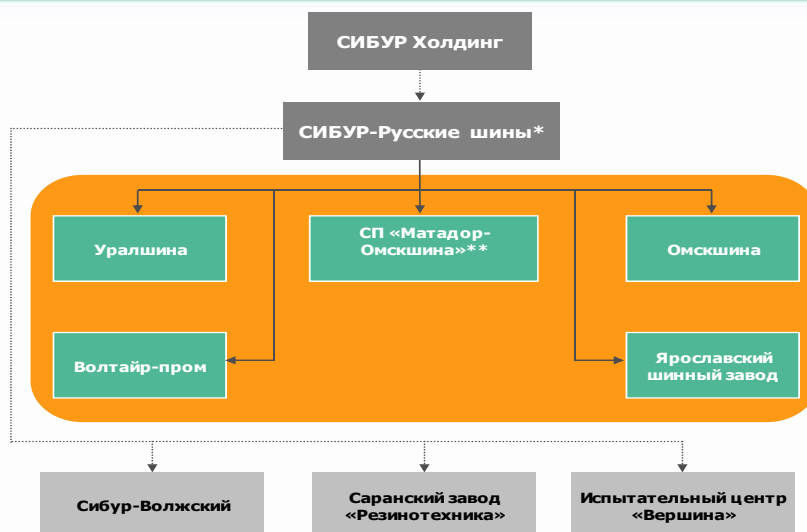 СИБУР Холдинг
СИБУР-Русские шины*
Уралшина
СП «Матадор-
Омскшина»**
Омскшина
Волтайр-пром
Ярославский
шинный завод
Сибур-Волжский
Саранский завод
«Резинотехника»
Испытательный центр
«Вершина»